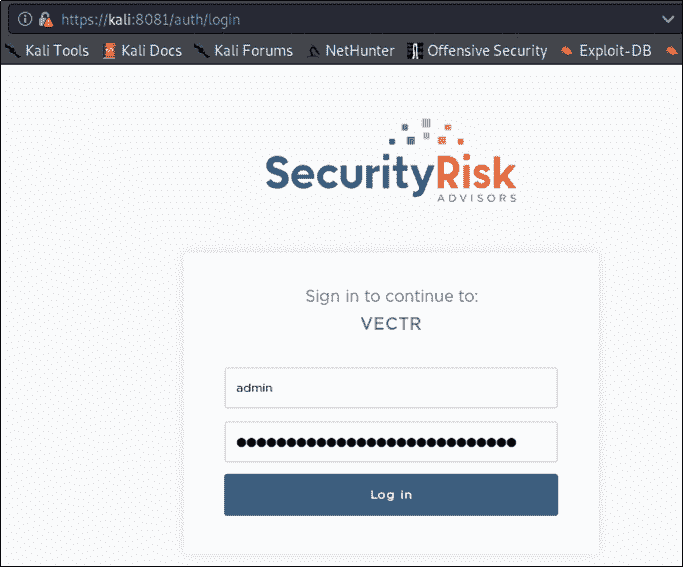 https://kali:8081/auth/login
Kali Tools Kali Docs Kali Forums NetHunter Offensive Security Exploit-DB
SecurityRisk
ADVISORS
Sign in to continue to:
VECTR
admin
●●●●●●●●●●●●●●●●●●●●●●●●●●●●
Log in